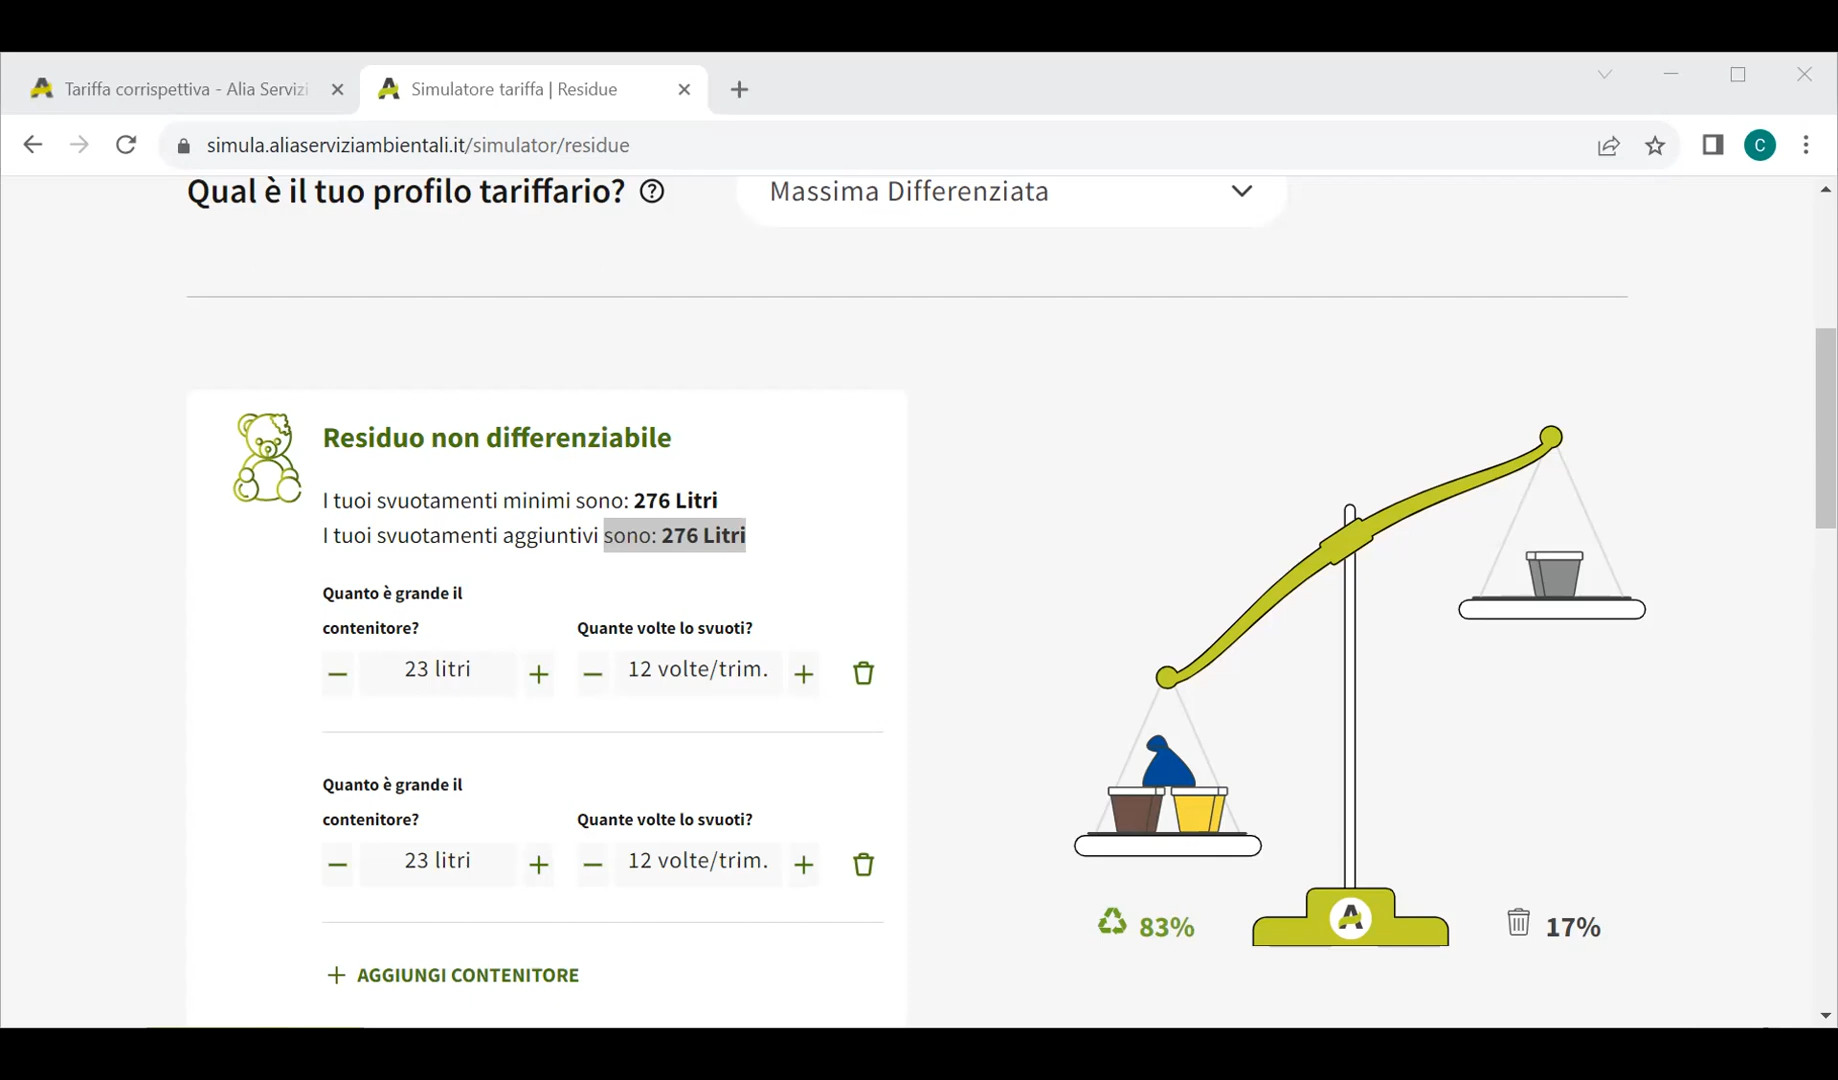 Tariffa corrispettiva - Alia Servizi
Simulatore tariffa | Residue
simula.aliaserviziambientali.it/simulator/residue
C
Qual è il tuo profilo tariffario? ?
Massima Differenziata
Residuo non differenziabile
I tuoi svuotamenti minimi sono: 276 Litri
I tuoi svuotamenti aggiuntivi sono: 276 Litri
Quanto è grande il
contenitore?
Quante volte lo svuoti?
− 23 litri +
− 12 volte/trim. +
Quanto è grande il
contenitore?
Quante volte lo svuoti?
− 23 litri +
− 12 volte/trim. +
+ AGGIUNGI CONTENITORE
83%
17%